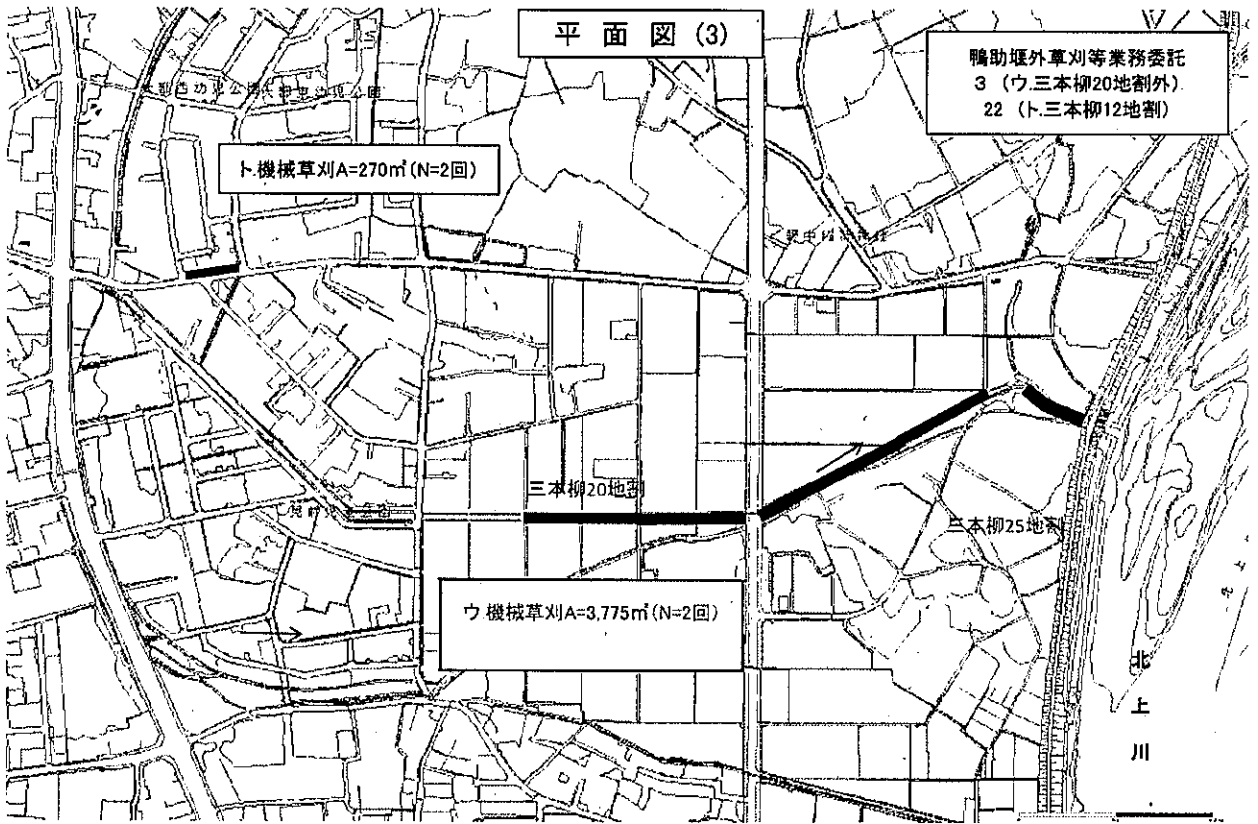 平 面 図 (3)
鴨助堰外草刈等業務委託
3 (ウ.三本柳20地割外)
22 (ト.三本柳12地割)
ト.機械草刈A=270㎡(N=2回)
三本柳20地割
三本柳25地割
ウ.機械草刈A=3,775㎡(N=2回)
北
上
川